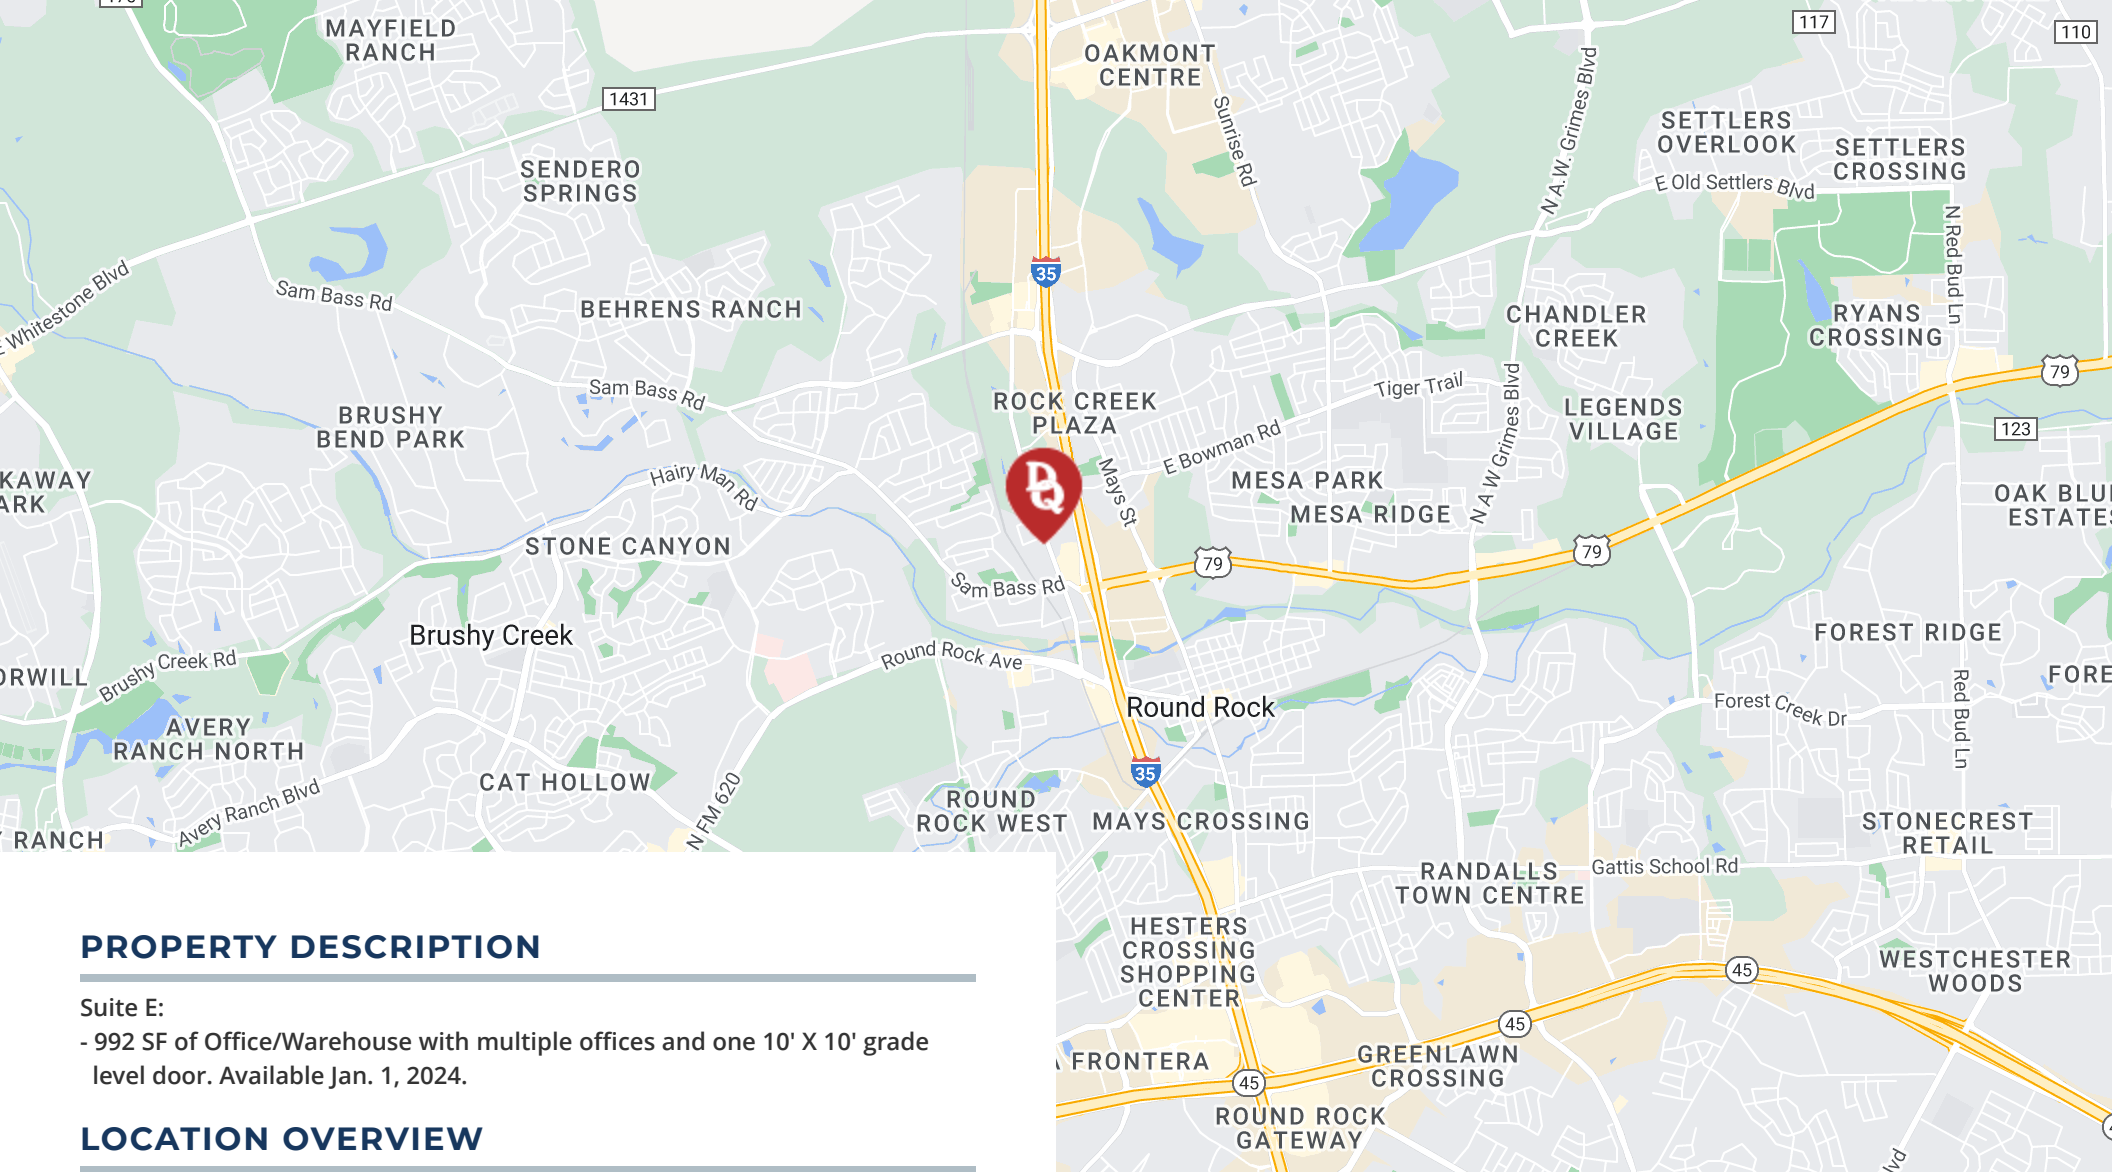 MAYFIELD
RANCH
OAKMONT
CENTRE
117
110
1431
Sunrise Rd
N A.W. Grimes Blvd
SETTLERS
OVERLOOK
SETTLERS
CROSSING
SENDERO
SPRINGS
E Old Settlers Blvd
N Red Bud Ln
35
E Whitestone Blvd
Sam Bass Rd
BEHRENS RANCH
CHANDLER
CREEK
RYANS
CROSSING
79
Sam Bass Rd
ROCK CREEK
PLAZA
Tiger Trail
N A W Grimes Blvd
LEGENDS
VILLAGE
123
BRUSHY
BEND PARK
E Bowman Rd
Hairy Man Rd
KAWAY
ARK
DQ
Mays St
MESA PARK
MESA RIDGE
OAK BLU
ESTATES
STONE CANYON
79
79
Sam Bass Rd
Brushy Creek
FOREST RIDGE
Brushy Creek Rd
Round Rock Ave
ORWILL
FORE
Red Bud Ln
Round Rock
Forest Creek Dr
AVERY
RANCH NORTH
35
CAT HOLLOW
N FM 620
Avery Ranch Blvd
ROUND
ROCK WEST
MAYS CROSSING
STONECREST
RETAIL
RANCH
RANDALLS
TOWN CENTRE
Gattis School Rd
HESTERS
CROSSING
SHOPPING
CENTER
WESTCHESTER
WOODS
45
45
FRONTERA
GREENLAWN
CROSSING
45
ROUND ROCK
GATEWAY
lvd
PROPERTY DESCRIPTION
Suite E:
- 992 SF of Office/Warehouse with multiple offices and one 10' X 10' grade
level door. Available Jan. 1, 2024.
LOCATION OVERVIEW